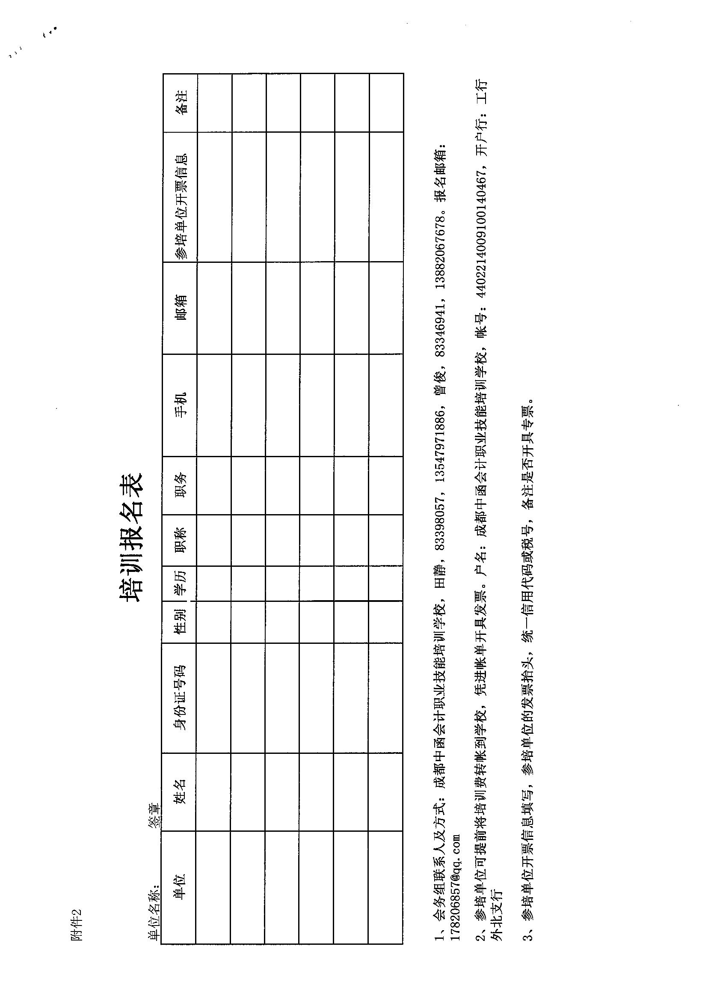 附件2
培训报名表
单位名称： 签章
单位 姓名 身份证号码 性别 学历 职称 职务 手机 邮箱 参培单位开票信息 备注
1、会务组联系人及方式：成都中函会计职业技能培训学校，田静，83398057，13547971886，曾俊，83346941，13882067678。报名邮箱：
178206857@qq.com
2、参培单位可提前将培训费转帐到学校，凭进帐单开具发票。户名：成都中函会计职业技能培训学校，帐号：4402214009100140467，开户行：工行
外北支行
3、参培单位开票信息填写，参培单位的发票抬头，统一信用代码或税号，备注是否开具专票。